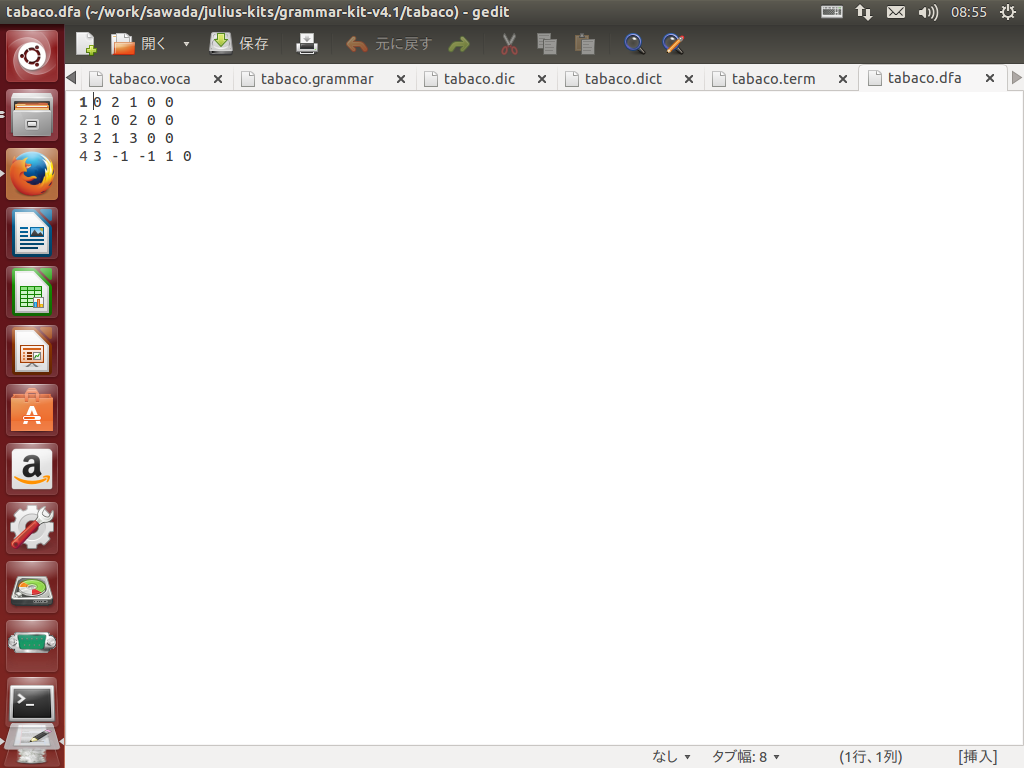 tabaco.dfa (~/work/sawada/julius-kits/grammar-kit-v4.1/tabaco) - gedit
08:55
開く 保存 元に戻す
tabaco.voca tabaco.grammar tabaco.dic tabaco.dict tabaco.term tabaco.dfa
1 0 2 1 0 0
2 1 0 2 0 0
3 2 1 3 0 0
4 3 -1 -1 1 0
なし タブ幅: 8 (1行、1列) [挿入]